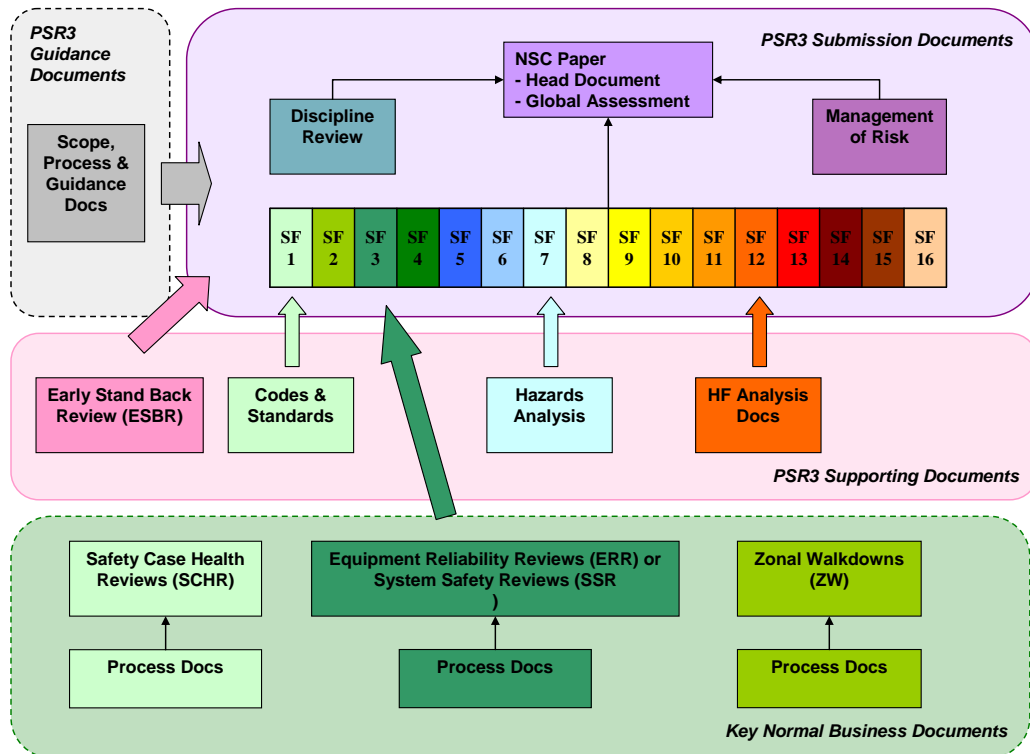 PSR3
Guidance
Documents
Scope,
Process &
Guidance
Docs
PSR3 Submission Documents
NSC Paper
- Head Document
- Global Assessment
Discipline
Review
Management
of Risk
SF SF SF SF SF SF SF SF SF SF SF SF SF SF SF SF
1 2 3 4 5 6 7 8 9 10 11 12 13 14 15 16
Early Stand Back
Review (ESBR)
Codes &
Standards
Hazards
Analysis
HF Analysis
Docs
PSR3 Supporting Documents
Safety Case Health
Reviews (SCHR)
Equipment Reliability Reviews (ERR) or
System Safety Reviews (SSR
)
Zonal Walkdowns
(ZW)
Process Docs
Process Docs
Process Docs
Key Normal Business Documents